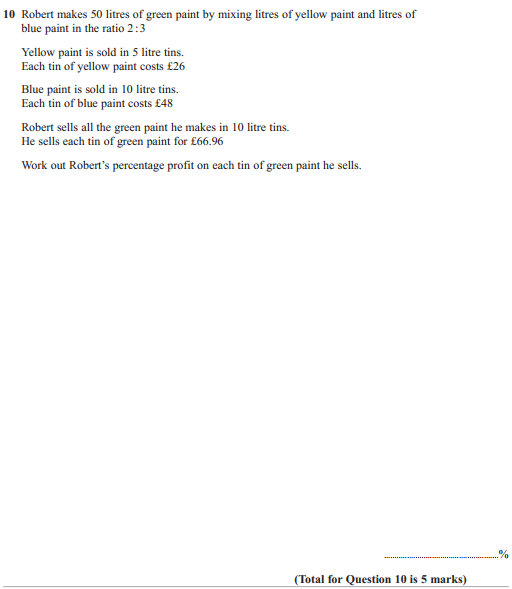 10 Robert makes 50 litres of green paint by mixing litres of yellow paint and litres of
blue paint in the ratio 2:3
Yellow paint is sold in 5 litre tins.
Each tin of yellow paint costs £26
Blue paint is sold in 10 litre tins.
Each tin of blue paint costs £48
Robert sells all the green paint he makes in 10 litre tins.
He sells each tin of green paint for £66.96
Work out Robert's percentage profit on each tin of green paint he sells.
..............................................%
(Total for Question 10 is 5 marks)